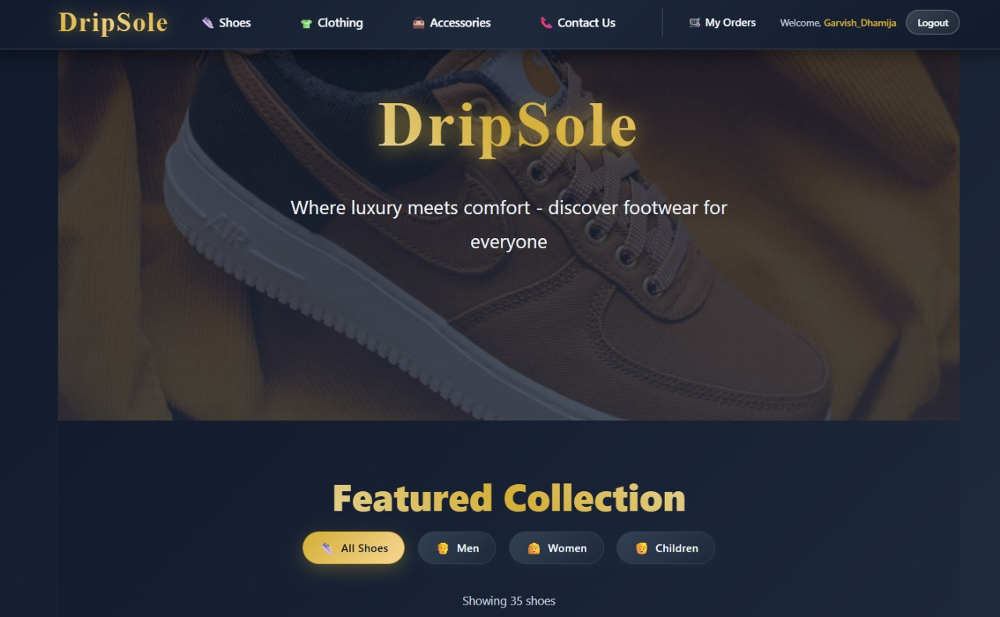 DripSole
Shoes
Clothing
Accessories
Contact Us
My Orders
Welcome, Garvish_Dhamija
Logout
DripSole
Where luxury meets comfort - discover footwear for
everyone
AIR
Featured Collection
All Shoes
Men
Women
Children
Showing 35 shoes